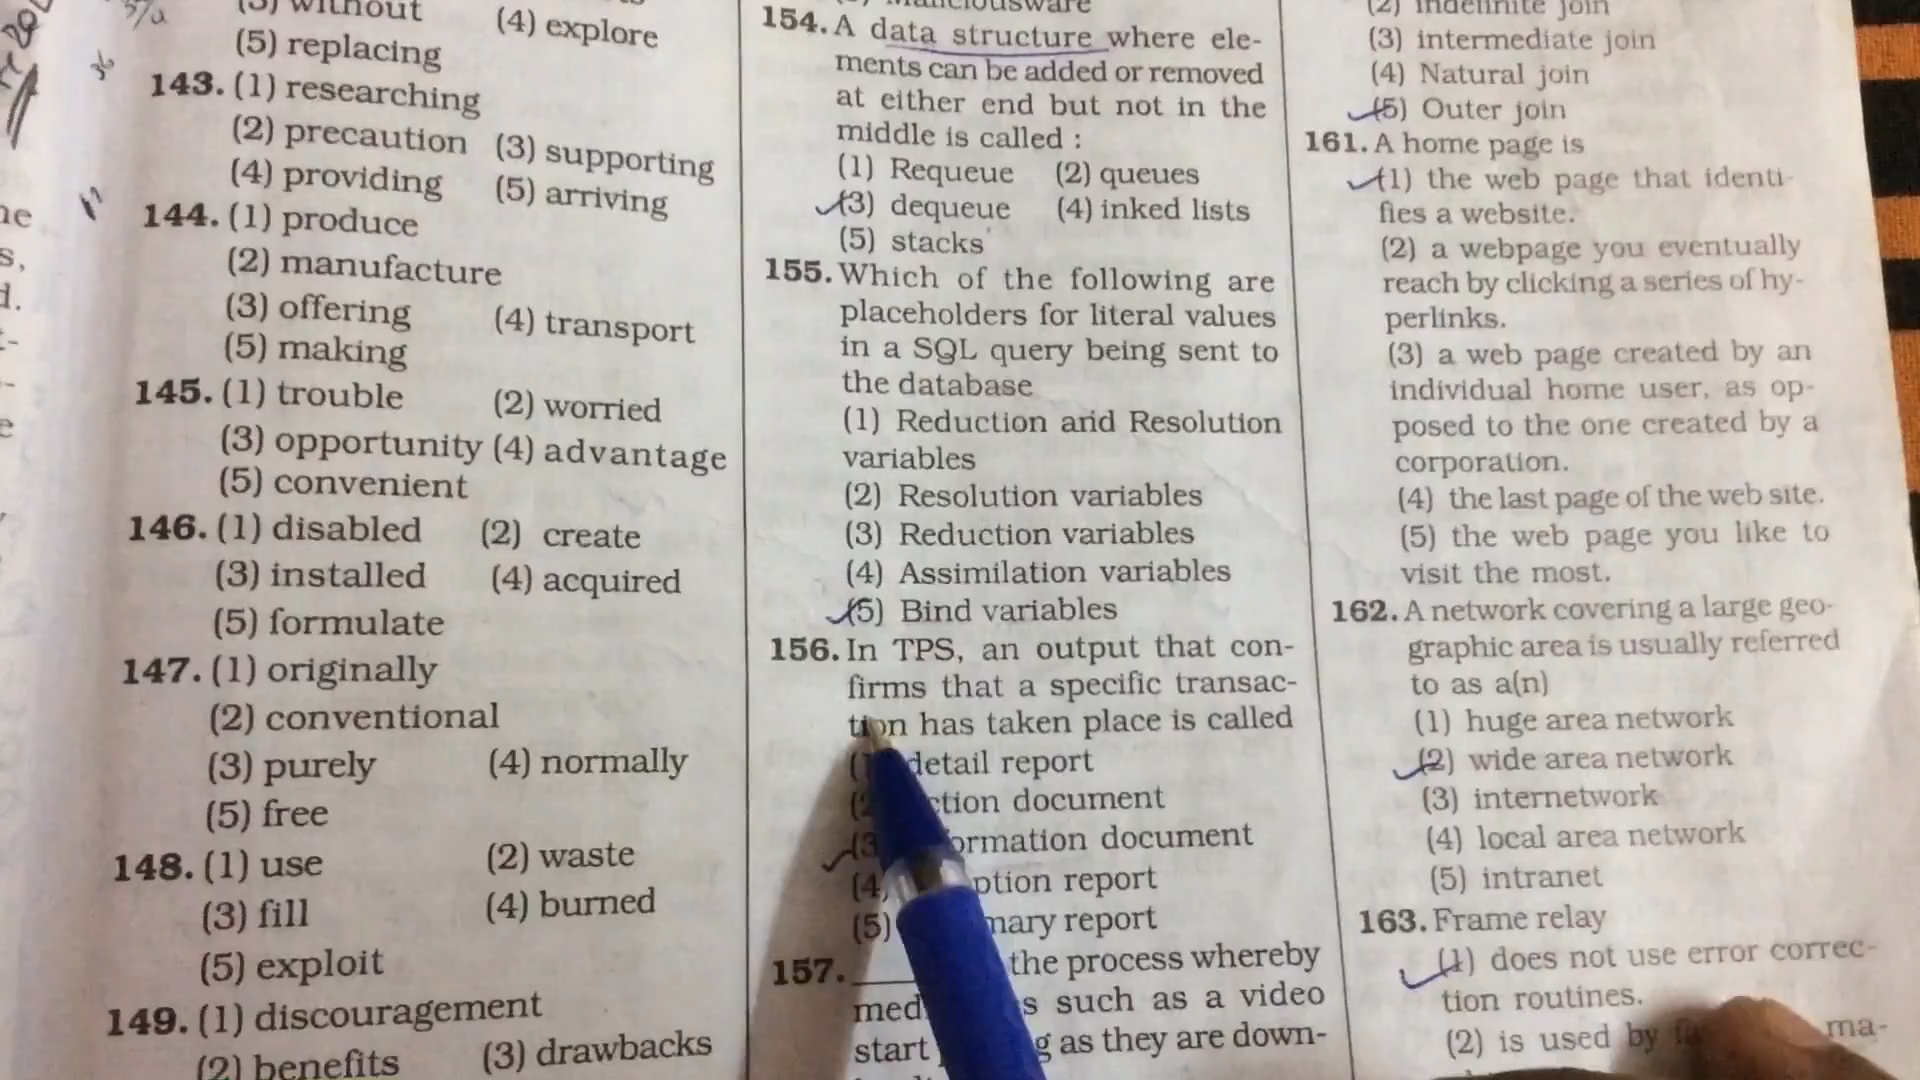 (3) without
(4) explore
(5) replacing
143. (1) researching
(2) precaution (3) supporting
(4) providing (5) arriving
144. (1) produce
(2) manufacture
(3) offering (4) transport
(5) making
145. (1) trouble (2) worried
(3) opportunity (4) advantage
(5) convenient
146. (1) disabled (2) create
(3) installed (4) acquired
(5) formulate
147. (1) originally
(2) conventional
(3) purely (4) normally
(5) free
148. (1) use (2) waste
(3) fill (4) burned
(5) exploit
149. (1) discouragement
(2) benefits (3) drawbacks
154. A data structure where ele-
ments can be added or removed
at either end but not in the
middle is called :
(1) Requeue (2) queues
(3) dequeue (4) inked lists
(5) stacks
155. Which of the following are
placeholders for literal values
in a SQL query being sent to
the database
(1) Reduction and Resolution
variables
(2) Resolution variables
(3) Reduction variables
(4) Assimilation variables
(5) Bind variables
156. In TPS, an output that con-
firms that a specific transac-
tion has taken place is called
(1) detail report
document
(3) document
(4) report
(5) report
157. the process whereby
such as a video
start as they are down-
(2) indefinite join
(3) intermediate join
(4) Natural join
(5) Outer join
161. A home page is
(1) the web page that identi-
fies a website.
(2) a webpage you eventually
reach by clicking a series of hy-
perlinks.
(3) a web page created by an
individual home user, as op-
posed to the one created by a
corporation.
(4) the last page of the web site.
(5) the web page you like to
visit the most.
162. A network covering a large geo-
graphic area is usually referred
to as a(n)
(1) huge area network
(2) wide area network
(3) internetwork
(4) local area network
(5) intranet
163. Frame relay
(1) does not use error correc-
tion routines.
(2) is used by ma-